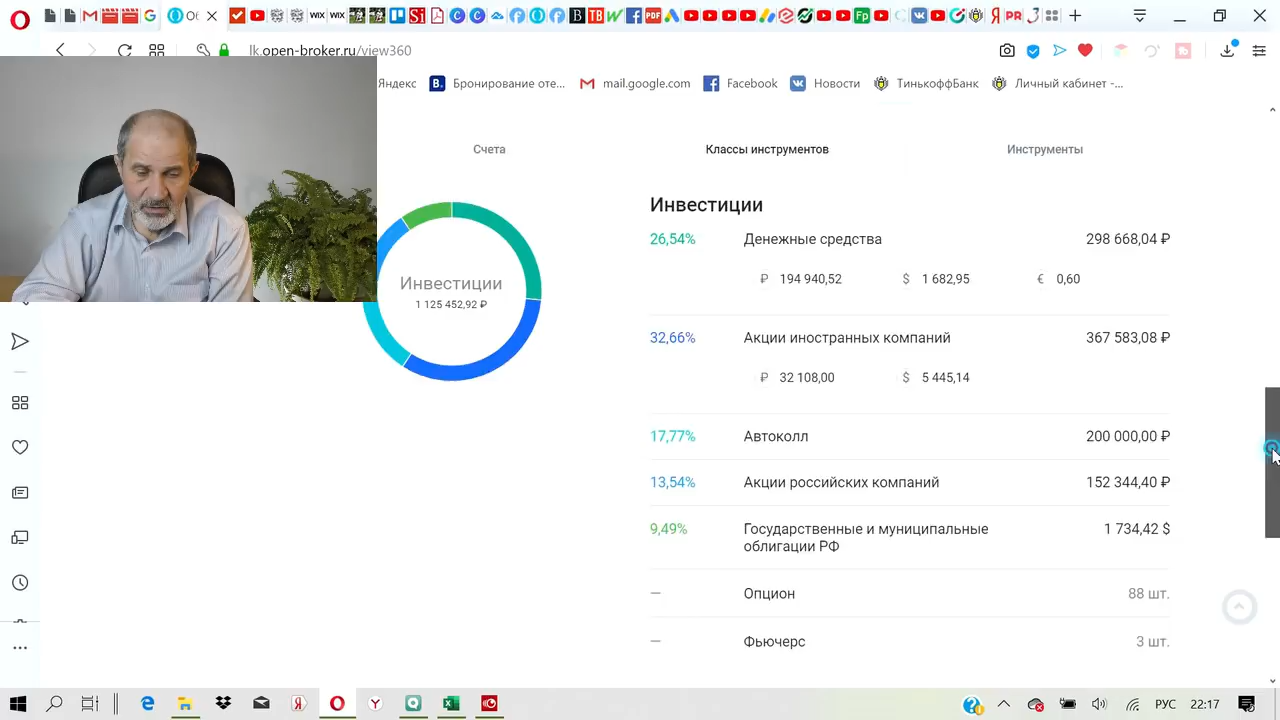 lk.open-broker.ru/view360
Яндекс
B. Бронирование оте...
mail.google.com
Facebook
Новости
ТинькоффБанк
Личный кабинет -...
Счета
Классы инструментов
Инструменты
Инвестиции
1 125 452,92 ₽
Инвестиции
26,54% Денежные средства 298 668,04 ₽
₽ 194 940,52 $ 1 682,95 € 0,60
32,66% Акции иностранных компаний 367 583,08 ₽
₽ 32 108,00 $ 5 445,14
17,77% Автоколл 200 000,00 ₽
13,54% Акции российских компаний 152 344,40 ₽
9,49% Государственные и муниципальные 1 734,42 $
облигации РФ
— Опцион 88 шт.
— Фьючерс 3 шт.
РУС 22:17